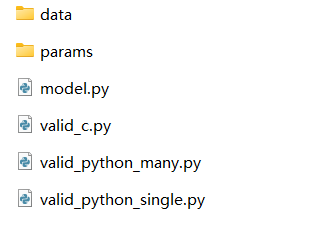 data
params
model.py
valid_c.py
valid_python_many.py
valid_python_single.py